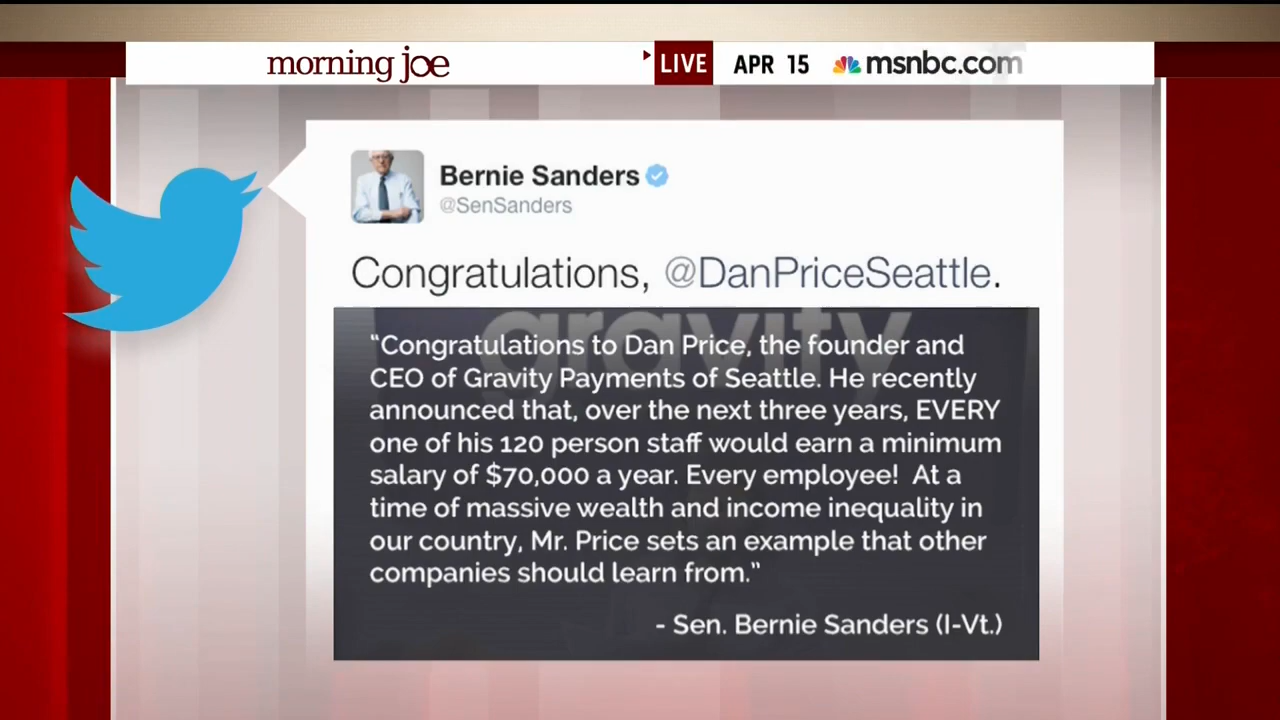 morning joe
LIVE APR 15 msnbc.com
Bernie Sanders
@SenSanders
Congratulations, @DanPriceSeattle.
gravity
“Congratulations to Dan Price, the founder and
CEO of Gravity Payments of Seattle. He recently
announced that, over the next three years, EVERY
one of his 120 person staff would earn a minimum
salary of $70,000 a year. Every employee!  At a
time of massive wealth and income inequality in
our country, Mr. Price sets an example that other
companies should learn from.”
- Sen. Bernie Sanders (I-Vt.)